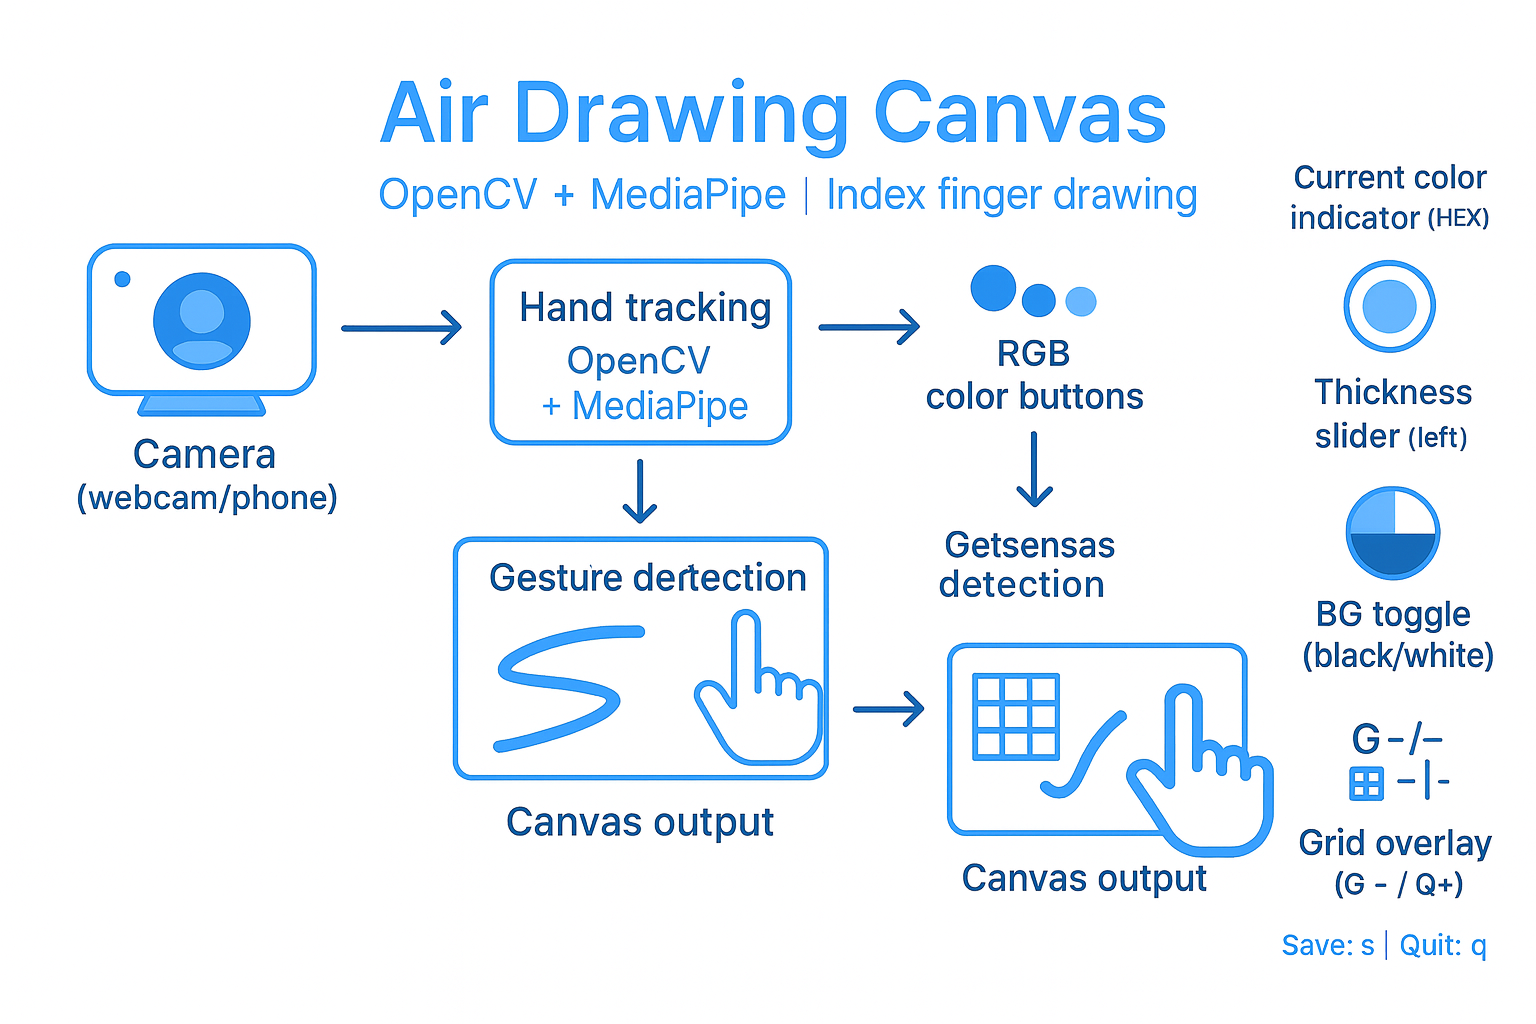 Air Drawing Canvas
OpenCV + MediaPipe | Index finger drawing
Camera
(webcam/phone)
Hand tracking
OpenCV
+ MediaPipe
RGB
color buttons
Gesture dertection
Canvas output
Getsensas
detection
Canvas output
Current color
indicator (HEX)
Thickness
slider (left)
BG toggle
(black/white)
G -/-
-|-
Grid overlay
(G - / Q+)
Save: s | Quit: q